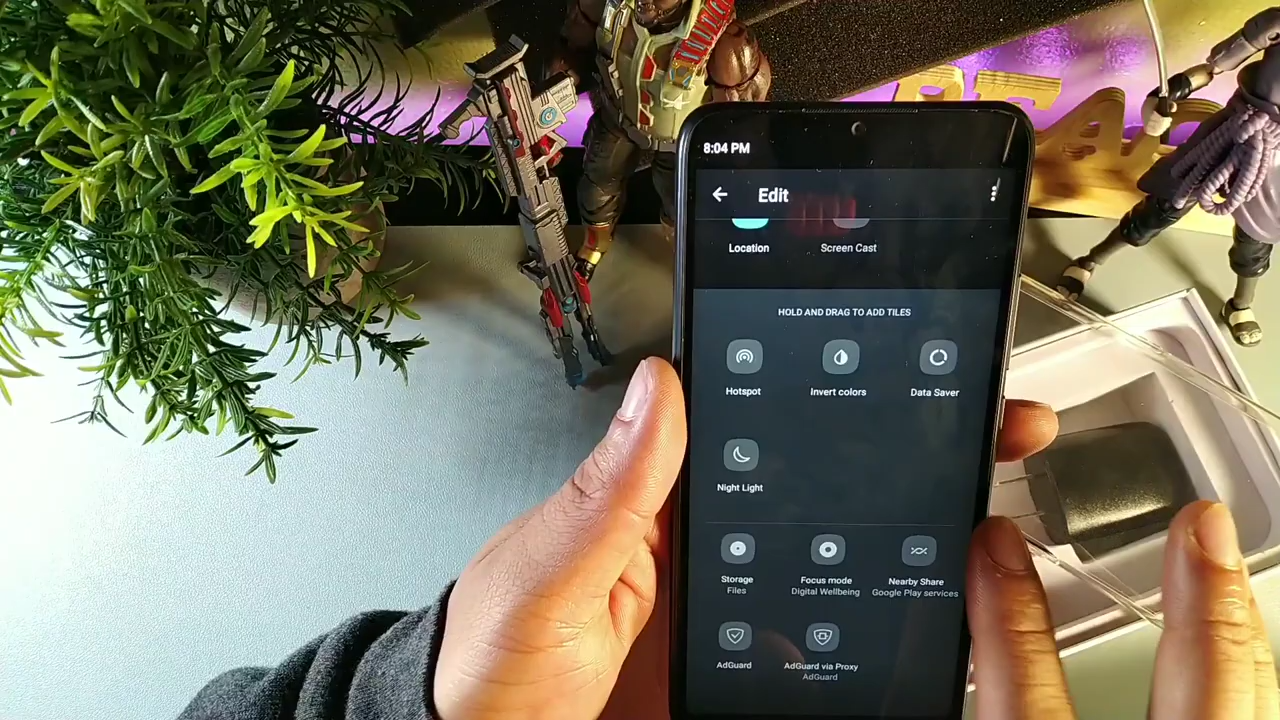 8:04 PM
Edit
Location
Screen Cast
HOLD AND DRAG TO ADD TILES
Hotspot
Invert colors
Data Saver
Night Light
Storage
Files
Focus mode
Digital Wellbeing
Nearby Share
Google Play services
AdGuard
AdGuard via Proxy
AdGuard